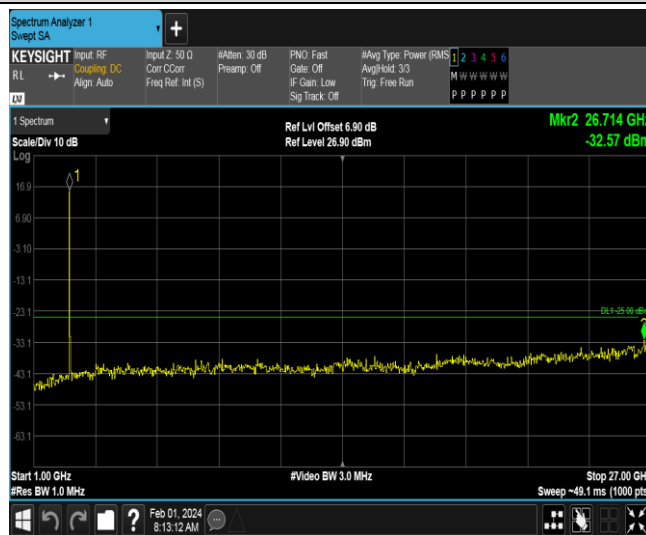 Spectrum Analyzer 1
Swept SA
KEYSIGHT
RL
LXI
Input: RF
Coupling: DC
Align: Auto
Input Z: 50 Ω
Corr CCorr
Freq Ref: Int (S)
#Atten: 30 dB
Preamp: Off
PNO: Fast
Gate: Off
IF Gain: Low
Sig Track: Off
#Avg Type: Power (RMS
Avg|Hold: 3/3
Trig: Free Run
1 2 3 4 5 6
M W W W W W
P P P P P P
1 Spectrum
Scale/Div 10 dB
Log
Ref Lvl Offset 6.90 dB
Ref Level 26.90 dBm
Mkr2 26.714 GHz
-32.57 dBm
1
16.9
6.90
-3.10
-13.1
-23.1
-33.1
-43.1
-53.1
-63.1
DL1 -25.00 dBm
Start 1.00 GHz
#Res BW 1.0 MHz
#Video BW 3.0 MHz
Stop 27.00 GHz
Sweep ~49.1 ms (1000 pts
?
Feb 01, 2024
8:13:12 AM